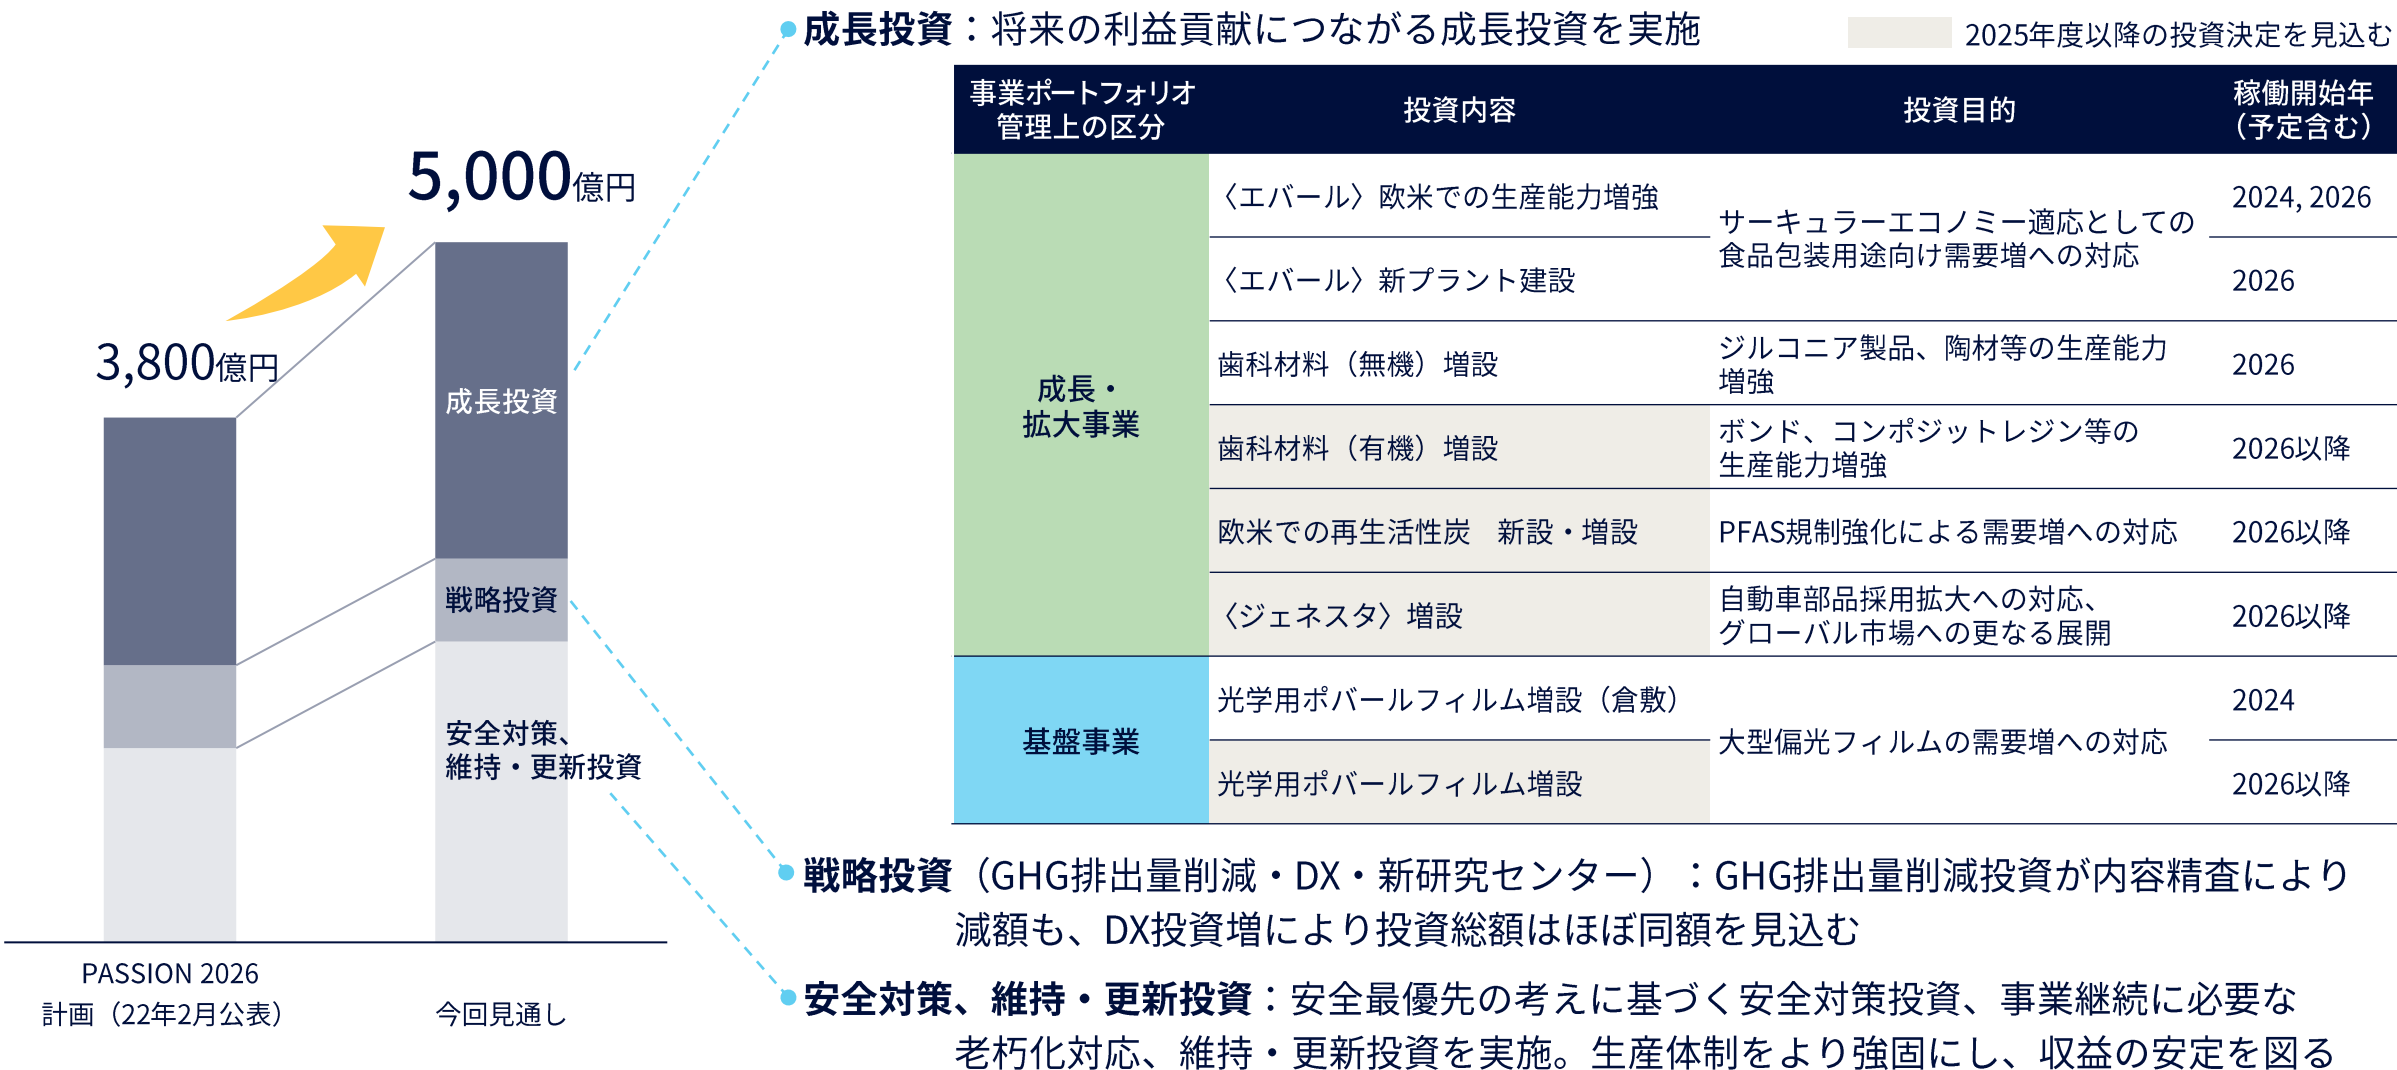 5,000億円
3,800億円
成長投資
戦略投資
安全対策、
維持・更新投資
PASSION 2026
計画（22年2月公表）
今回見通し
成長投資：将来の利益貢献につながる成長投資を実施
2025年度以降の投資決定を見込む
事業ポートフォリオ
管理上の区分
投資内容
投資目的
稼働開始年
（予定含む）
成長・
拡大事業
〈エバール〉欧米での生産能力増強
サーキュラーエコノミー適応としての
食品包装用途向け需要増への対応
2024, 2026
〈エバール〉新プラント建設
2026
歯科材料（無機）増設
ジルコニア製品、陶材等の生産能力
増強
2026
歯科材料（有機）増設
ボンド、コンポジットレジン等の
生産能力増強
2026以降
欧米での再生活性炭　新設・増設
PFAS規制強化による需要増への対応
2026以降
〈ジェネスタ〉増設
自動車部品採用拡大への対応、
グローバル市場への更なる展開
2026以降
基盤事業
光学用ポバールフィルム増設（倉敷）
大型偏光フィルムの需要増への対応
2024
光学用ポバールフィルム増設
2026以降
戦略投資（GHG排出量削減・DX・新研究センター）：GHG排出量削減投資が内容精査により
減額も、DX投資増により投資総額はほぼ同額を見込む
安全対策、維持・更新投資：安全最優先の考えに基づく安全対策投資、事業継続に必要な
老朽化対応、維持・更新投資を実施。生産体制をより強固にし、収益の安定を図る